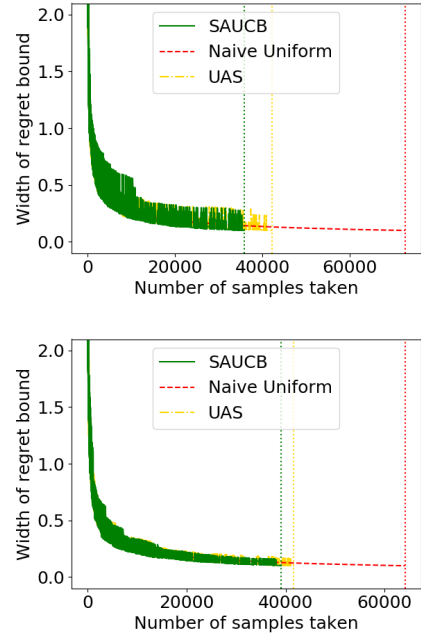 2.0
1.5
1.0
0.5
0.0
Width of regret bound
SAUCB
Naive Uniform
UAS
0 20000 40000 60000
Number of samples taken
2.0
1.5
1.0
0.5
0.0
Width of regret bound
SAUCB
Naive Uniform
UAS
0 20000 40000 60000
Number of samples taken